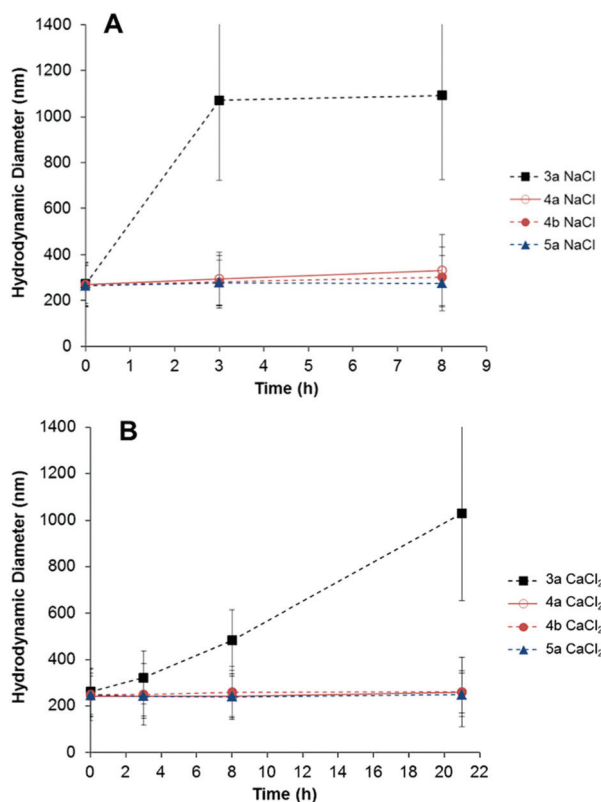 A
Hydrodynamic Diameter (nm)
1400
1200
1000
800
600
400
200
0
0 1 2 3 4 5 6 7 8 9
Time (h)
3a NaCl
4a NaCl
4b NaCl
5a NaCl
B
Hydrodynamic Diameter (nm)
1400
1200
1000
800
600
400
200
0
0 2 4 6 8 10 12 14 16 18 20 22
Time (h)
3a CaCl₂
4a CaCl₂
4b CaCl₂
5a CaCl₂